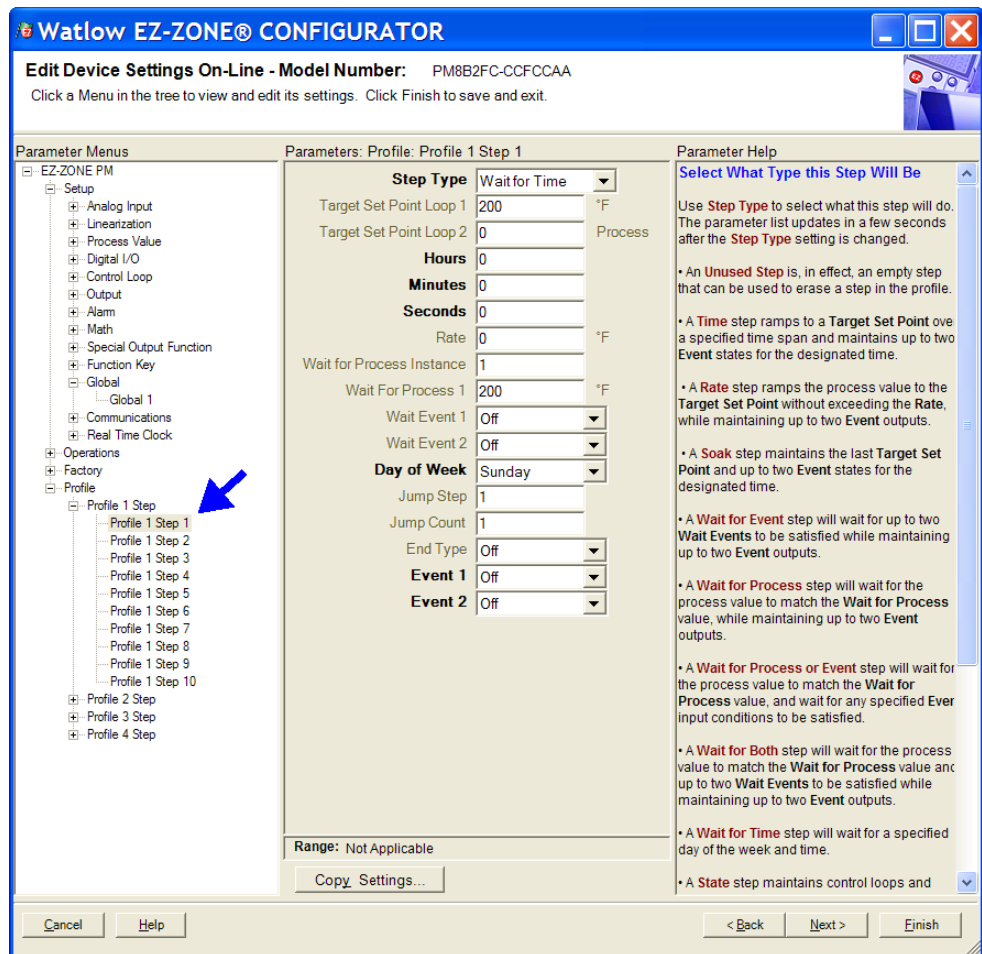 Watlow EZ-ZONE® CONFIGURATOR
Edit Device Settings On-Line - Model Number: PM8B2FC-CCFCCAA
Click a Menu in the tree to view and edit its settings. Click Finish to save and exit.
Parameter Menus
EZ-ZONE PM
Setup
Analog Input
Linearization
Process Value
Digital I/O
Control Loop
Output
Alarm
Math
Special Output Function
Function Key
Global
Global 1
Communications
Real Time Clock
Operations
Factory
Profile
Profile 1 Step
Profile 1 Step 1
Profile 1 Step 2
Profile 1 Step 3
Profile 1 Step 4
Profile 1 Step 5
Profile 1 Step 6
Profile 1 Step 7
Profile 1 Step 8
Profile 1 Step 9
Profile 1 Step 10
Profile 2 Step
Profile 3 Step
Profile 4 Step
Parameters: Profile: Profile 1 Step 1
Step Type Wait for Time
Target Set Point Loop 1 200 °F
Target Set Point Loop 2 0 Process
Hours 0
Minutes 0
Seconds 0
Rate 0 °F
Wait for Process Instance 1
Wait For Process 1 200 °F
Wait Event 1 Off
Wait Event 2 Off
Day of Week Sunday
Jump Step 1
Jump Count 1
End Type Off
Event 1 Off
Event 2 Off
Range: Not Applicable
Copy Settings...
Parameter Help
Select What Type this Step Will Be
Use Step Type to select what this step will do.
The parameter list updates in a few seconds
after the Step Type setting is changed.
• An Unused Step is, in effect, an empty step
that can be used to erase a step in the profile.
• A Time step ramps to a Target Set Point ove
a specified time span and maintains up to two
Event states for the designated time.
• A Rate step ramps the process value to the
Target Set Point without exceeding the Rate,
while maintaining up to two Event outputs.
• A Soak step maintains the last Target Set
Point and up to two Event states for the
designated time.
• A Wait for Event step will wait for up to two
Wait Events to be satisfied while maintaining
up to two Event outputs.
• A Wait for Process step will wait for the
process value to match the Wait for Process
value, while maintaining up to two Event
outputs.
• A Wait for Process or Event step will wait for
the process value to match the Wait for
Process value, and wait for any specified Ever
input conditions to be satisfied.
• A Wait for Both step will wait for the process
value to match the Wait for Process value and
up to two Wait Events to be satisfied while
maintaining up to two Event outputs.
• A Wait for Time step will wait for a specified
day of the week and time.
• A State step maintains control loops and
Cancel
Help
< Back
Next >
Finish